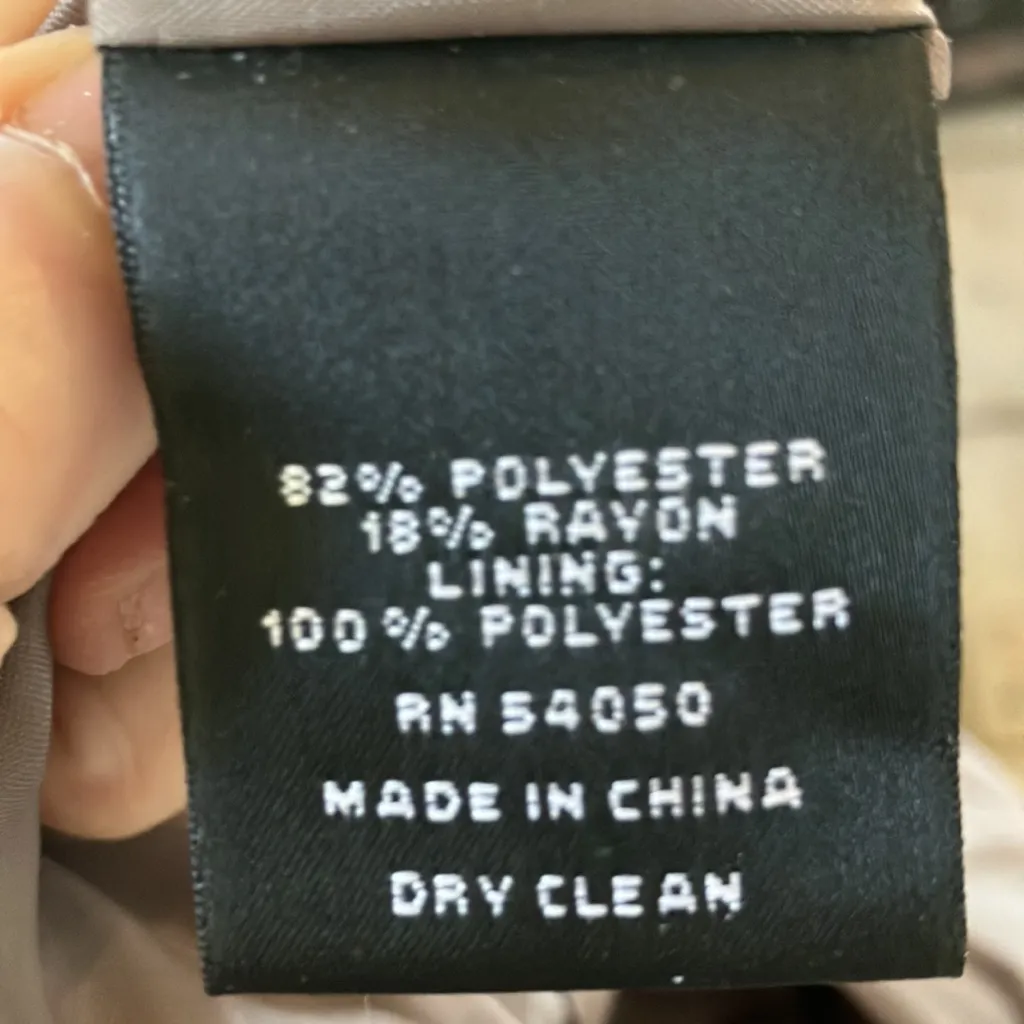 82% POLYESTER
18% RAYON
LINING:
100% POLYESTER
RN 54050
MADE IN CHINA
DRY CLEAN